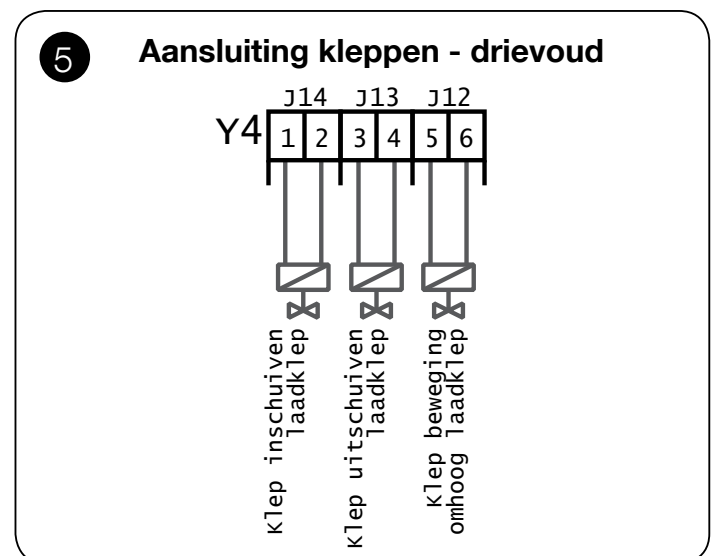 5
Aansluiting kleppen - drievoud
J14 J13 J12
Y4 1 2 3 4 5 6
Klep inschuiven
laadklep
Klep uitschuiven
laadklep
Klep beweging
omhoog laadklep